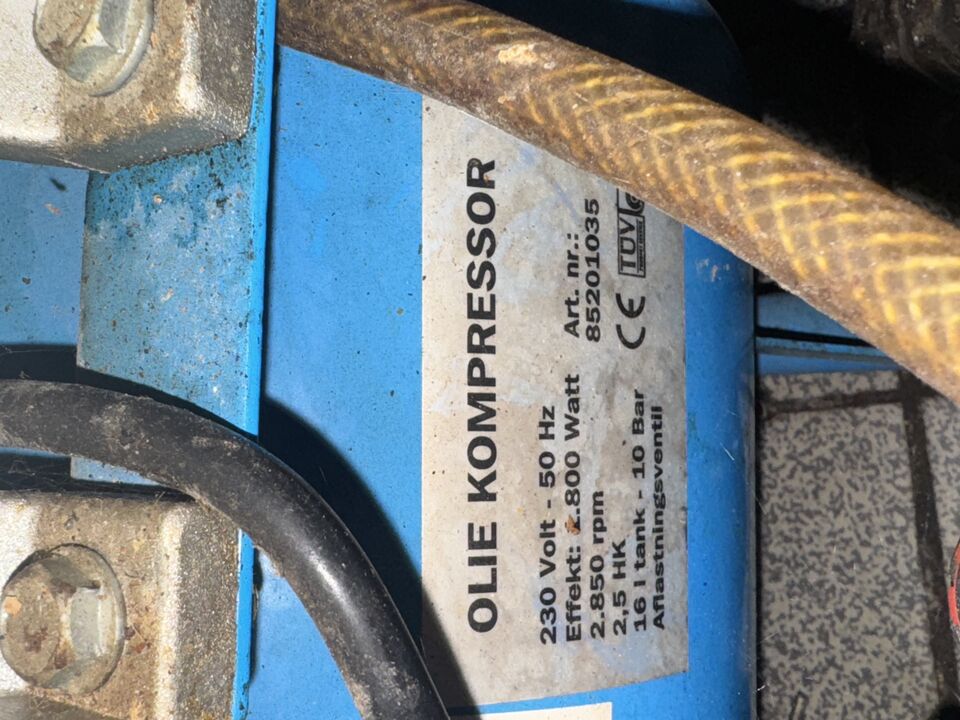 OLIE KOMPRESSOR
230 Volt - 50 Hz
Effekt: Watt
2.850 rpm
2,5 HK
16 l tank - 10 Bar
Aflastningsventil
Art. nr.:
85201035
CE TÜV